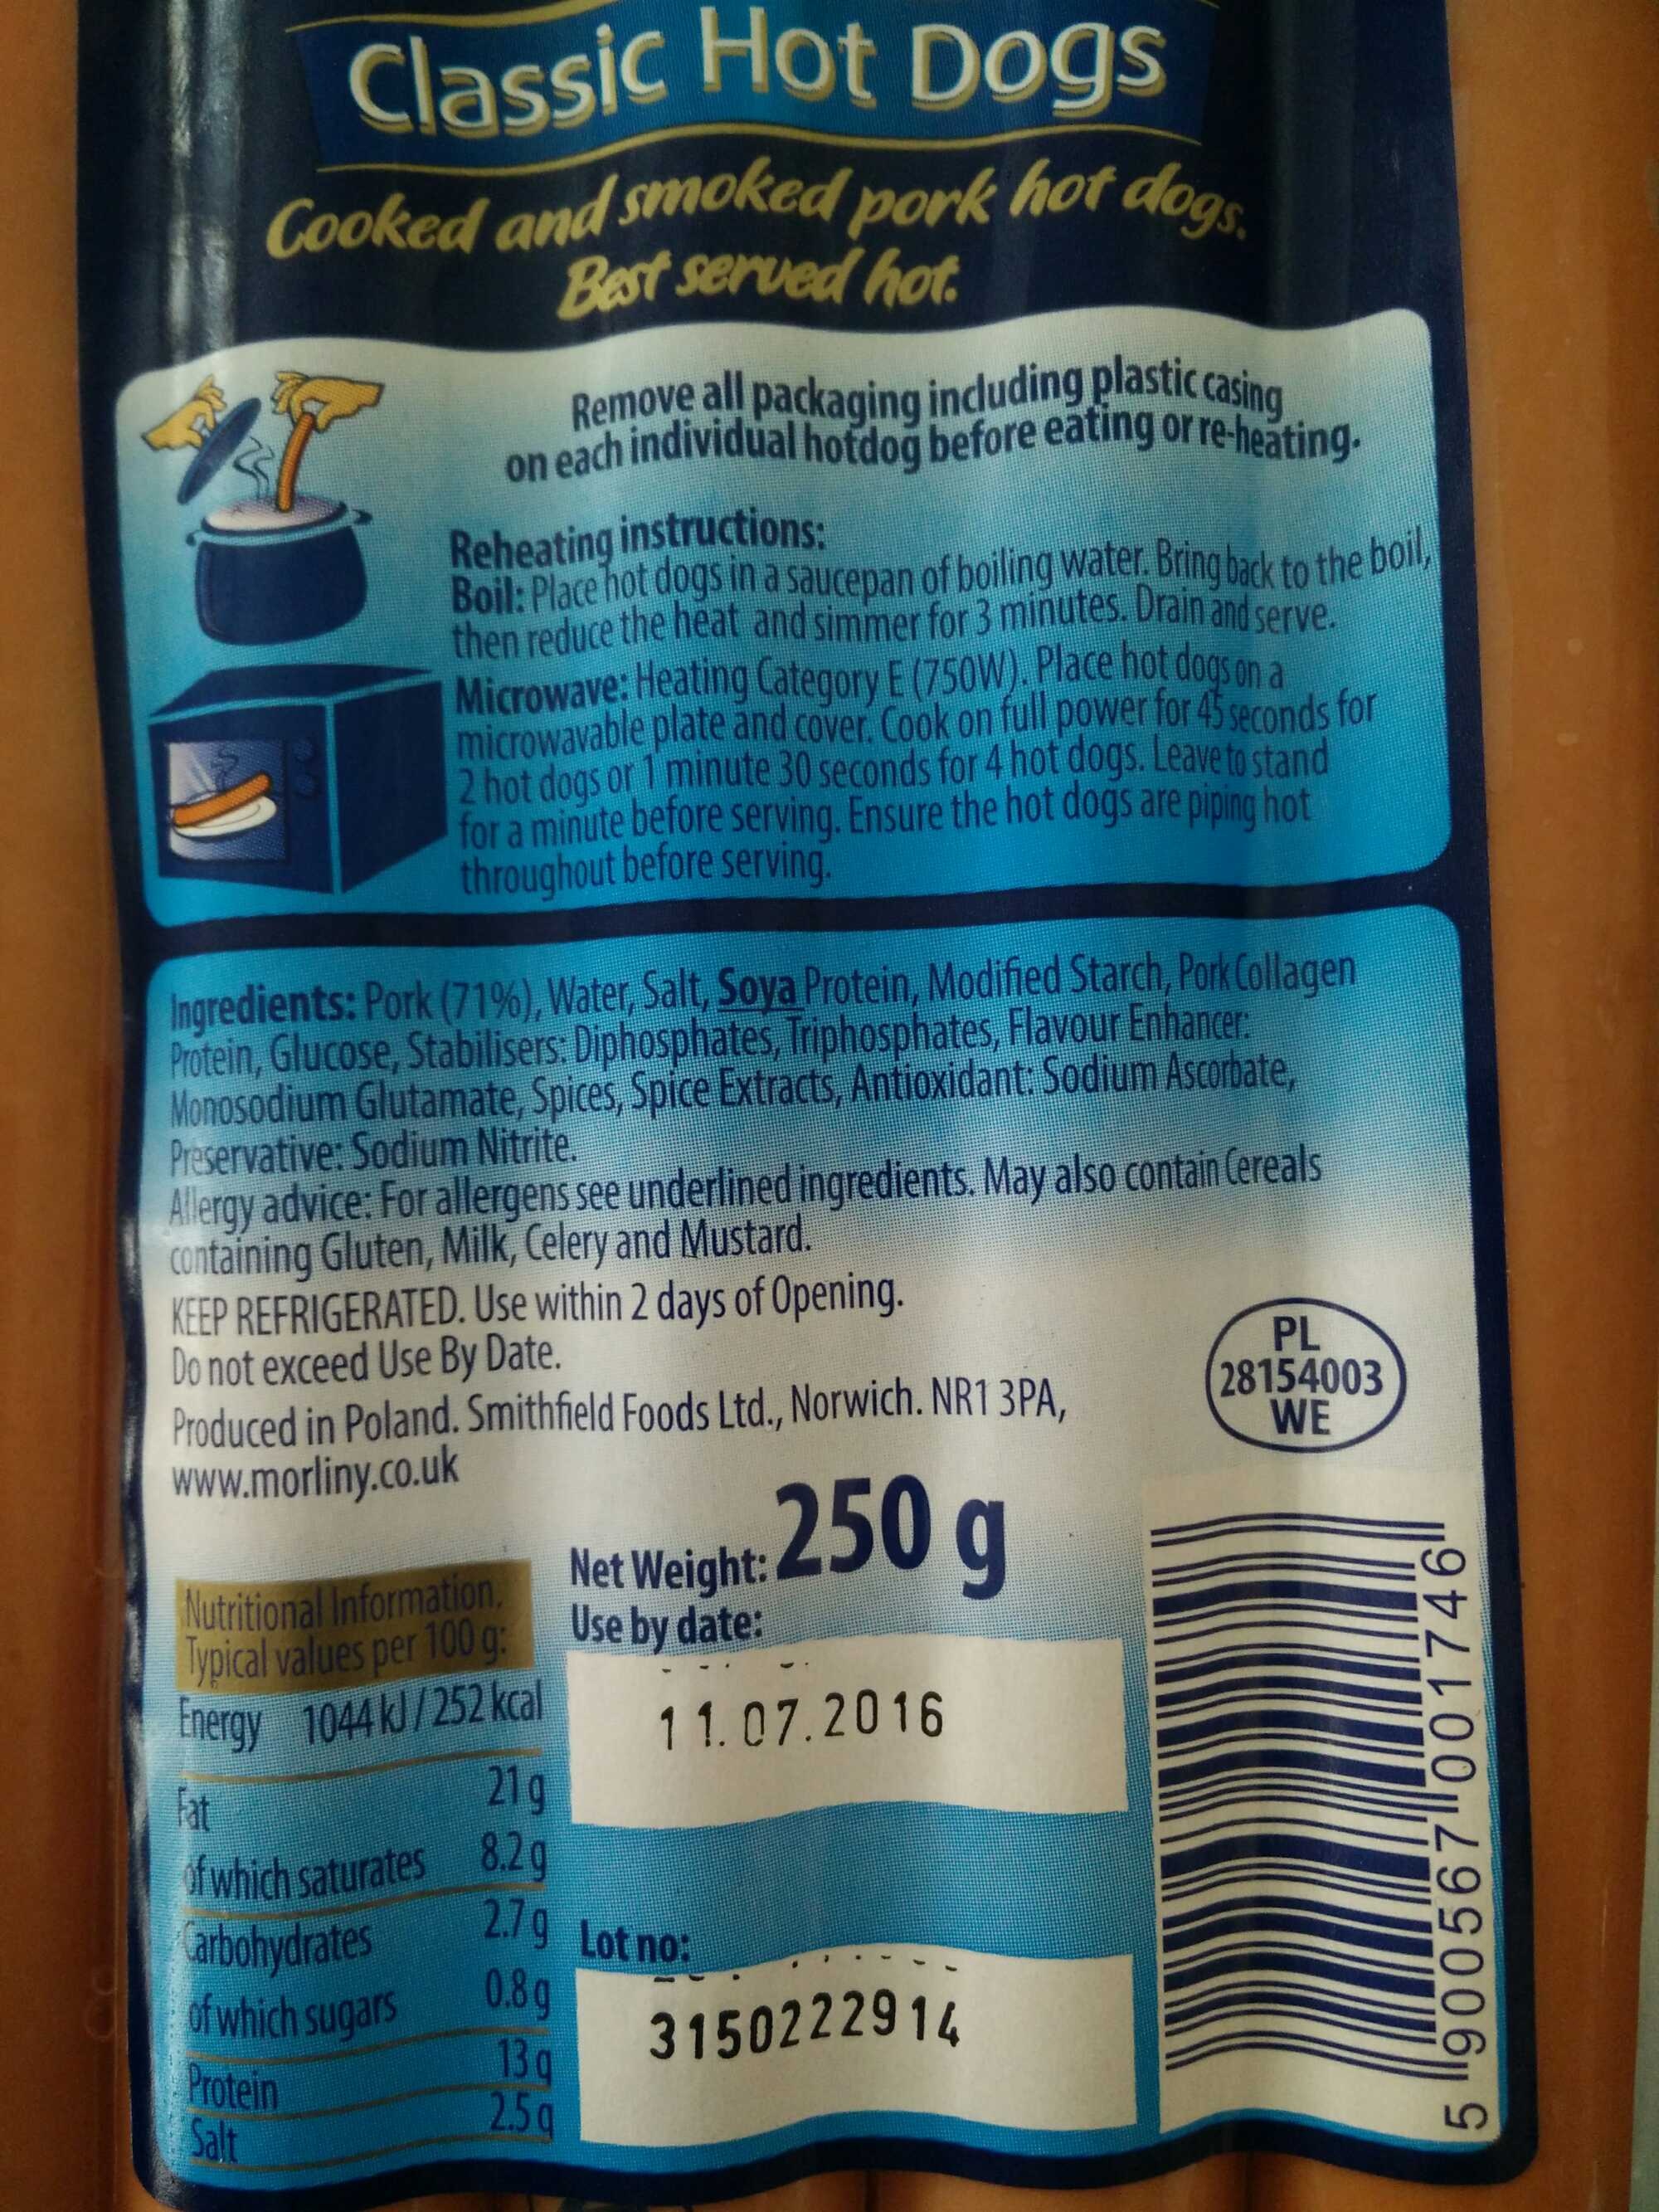 Classic Hot Dogs
Cooked and smoked pork hot dogs.
Best served hot.
Remove all packaging including plastic casing
on each individual hotdog before eating or re-heating.
Reheating instructions:
Boil: Place hot dogs in a saucepan of boiling water. Bring back to the boil,
then reduce the heat and simmer for 3 minutes. Drain and serve.
Microwave: Heating Category E (750W). Place hot dogs on a
microwavable plate and cover. Cook on full power for 45 seconds for
2 hot dogs or 1 minute 30 seconds for 4 hot dogs. Leave to stand
for a minute before serving. Ensure the hot dogs are piping hot
throughout before serving.
Ingredients: Pork (71%), Water, Salt, Soya Protein, Modified Starch, Pork Collagen
Protein, Glucose, Stabilisers: Diphosphates, Triphosphates, Flavour Enhancer:
Monosodium Glutamate, Spices, Spice Extracts, Antioxidant: Sodium Ascorbate,
Preservative: Sodium Nitrite.
Allergy advice: For allergens see underlined ingredients. May also contain Cereals
containing Gluten, Milk, Celery and Mustard.
KEEP REFRIGERATED. Use within 2 days of Opening.
Do not exceed Use By Date.
Produced in Poland. Smithfield Foods Ltd., Norwich. NR1 3PA,
www.morliny.co.uk
PL
28154003
WE
Net Weight: 250 g
Use by date:
11.07.2016
Lot no:
3150222914
Nutritional Information.
Typical values per 100 g:
Energy 1044 kJ / 252 kcal
Fat 21 g
of which saturates 8.2 g
Carbohydrates 2.7 g
of which sugars 0.8 g
Protein 13 g
Salt 2.5 g
5 900567 001746